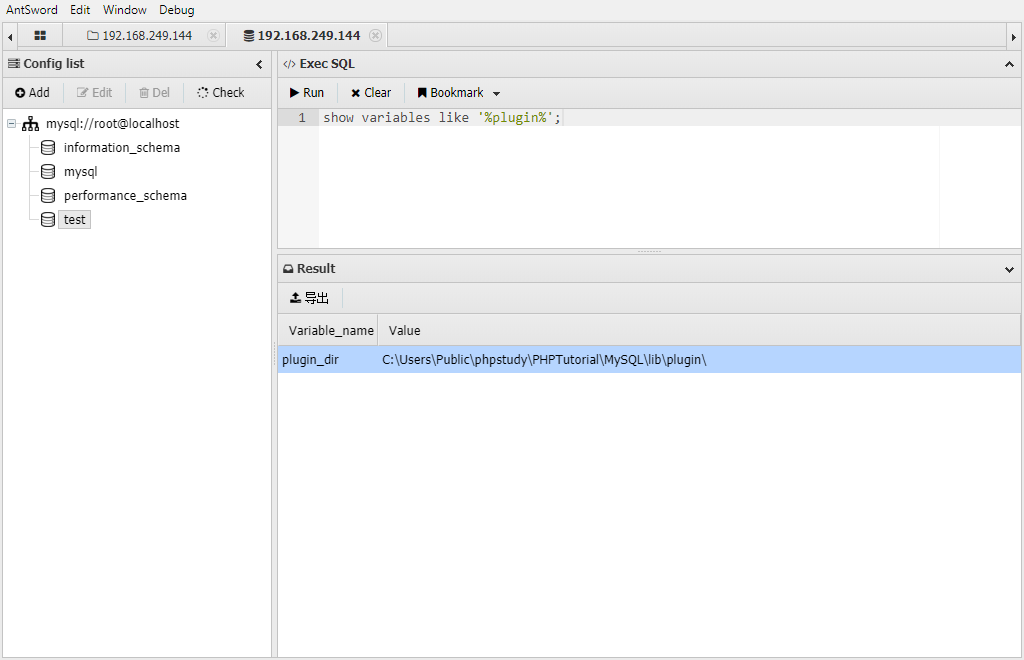 AntSword Edit Window Debug
192.168.249.144 192.168.249.144
Config list
Add Edit Del Check
mysql://root@localhost
information_schema
mysql
performance_schema
test
</> Exec SQL
Run Clear Bookmark
1 show variables like '%plugin%';
Result
导出
Variable_name Value
plugin_dir C:\Users\Public\phpstudy\PHPTutorial\MySQL\lib\plugin\